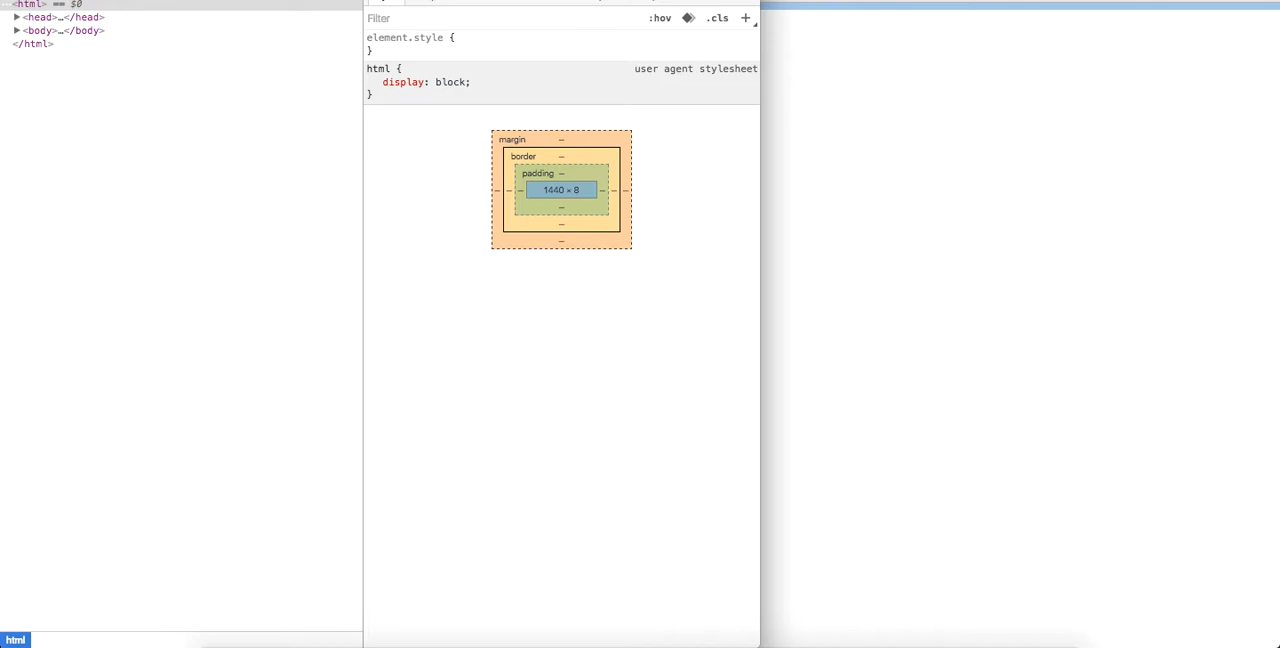 <html> == $0
▶<head>…</head>
▶<body>…</body>
</html>
html
Filter :hov .cls +
element.style {
}
html { user agent stylesheet
display: block;
}
margin –
border –
padding –
– – – 1440 × 8 – – –
–
–
–